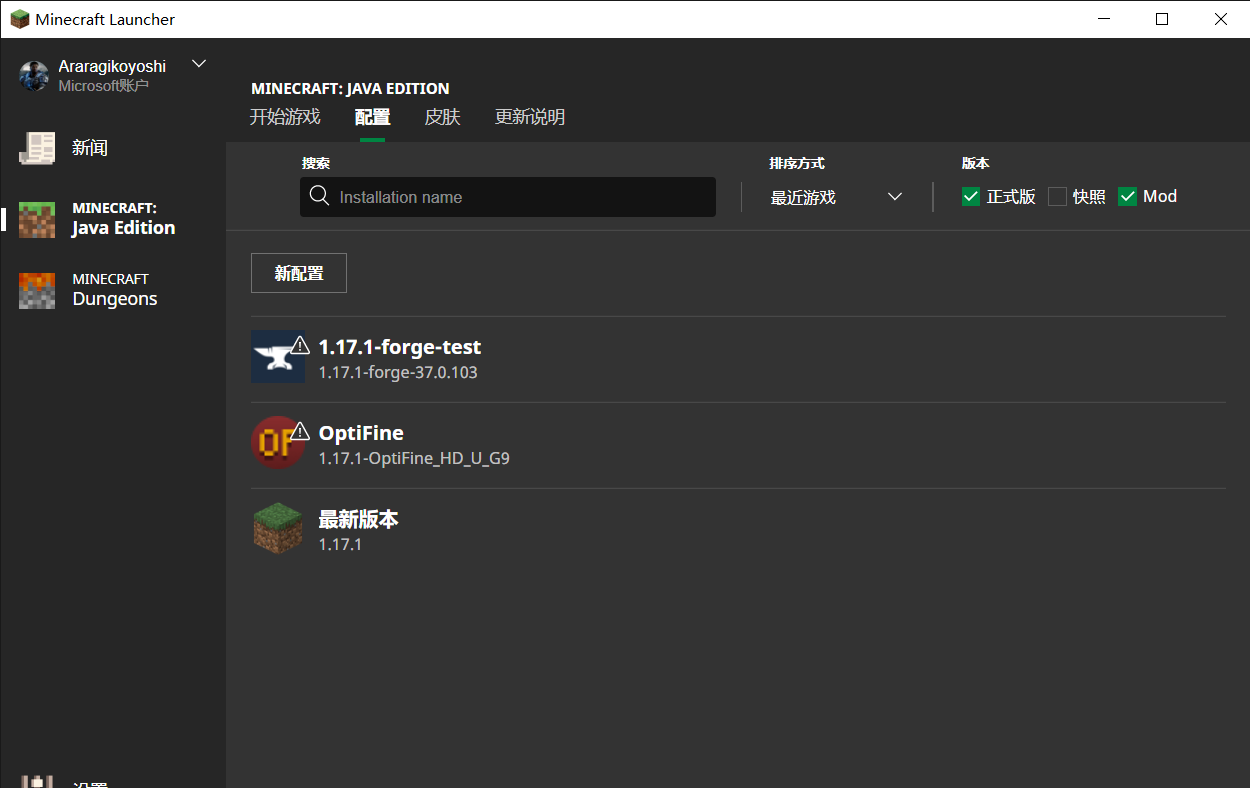 Minecraft Launcher
Araragikoyoshi
Microsoft账户
新闻
MINECRAFT:
Java Edition
MINECRAFT
Dungeons
设置
MINECRAFT: JAVA EDITION
开始游戏 配置 皮肤 更新说明
搜索 排序方式 版本
Installation name 最近游戏 正式版 快照 Mod
新配置
1.17.1-forge-test
1.17.1-forge-37.0.103
OF
OptiFine
1.17.1-OptiFine_HD_U_G9
最新版本
1.17.1